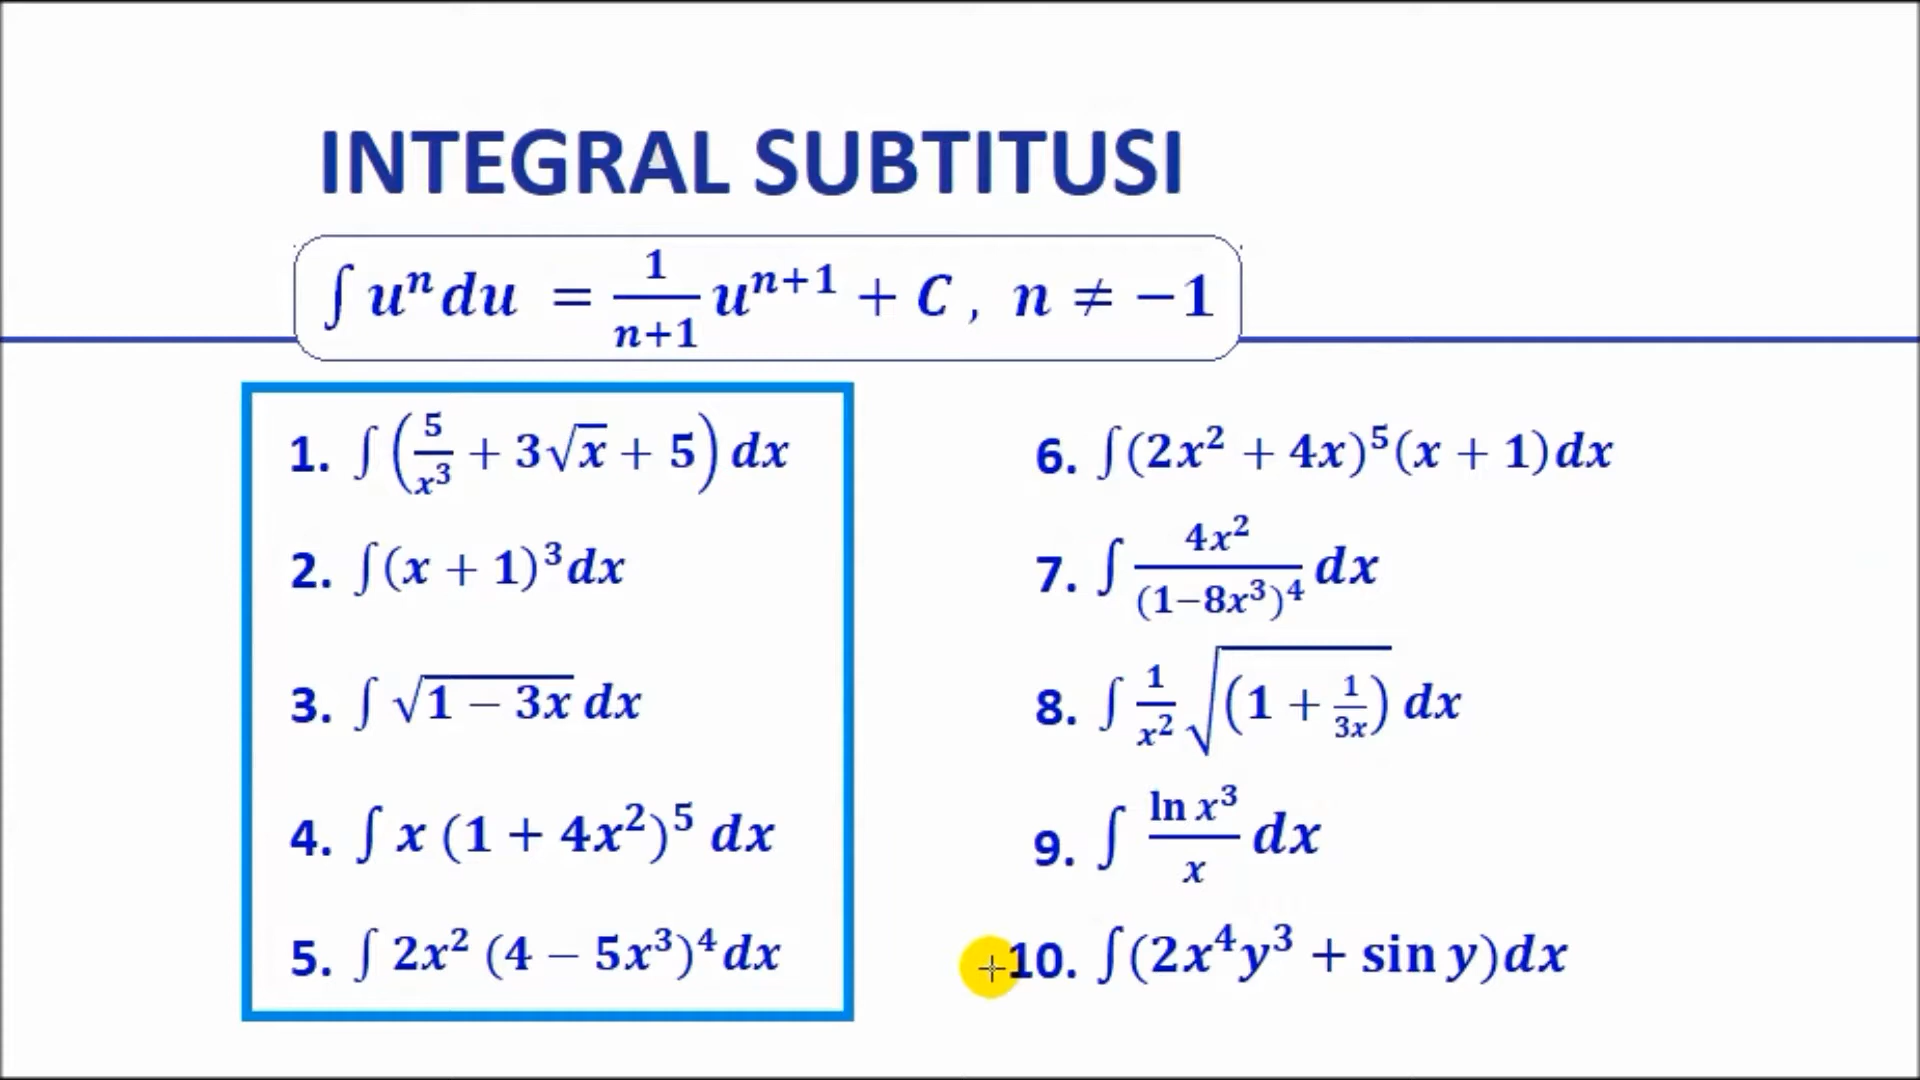 INTEGRAL SUBTITUSI
∫ uⁿ du = 1/(n+1) uⁿ⁺¹ + C , n ≠ −1
1. ∫ (5/x³ + 3√x + 5) dx
2. ∫(x + 1)³dx
3. ∫ √(1 − 3x) dx
4. ∫ x (1 + 4x²)⁵ dx
5. ∫ 2x² (4 − 5x³)⁴dx
6. ∫(2x² + 4x)⁵(x + 1)dx
7. ∫ 4x²/(1−8x³)⁴ dx
8. ∫ 1/x² √((1 + 1/3x)) dx
9. ∫ ln x³/x dx
10. ∫(2x⁴y³ + sin y)dx